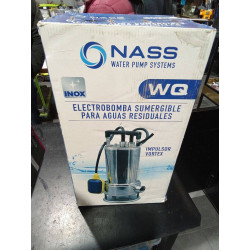 NASS
WATER PUMP SYSTEMS
INOX
WQ
ELECTROBOMBA SUMERGIBLE
PARA AGUAS RESIDUALES
IMPULSOR
VORTEX